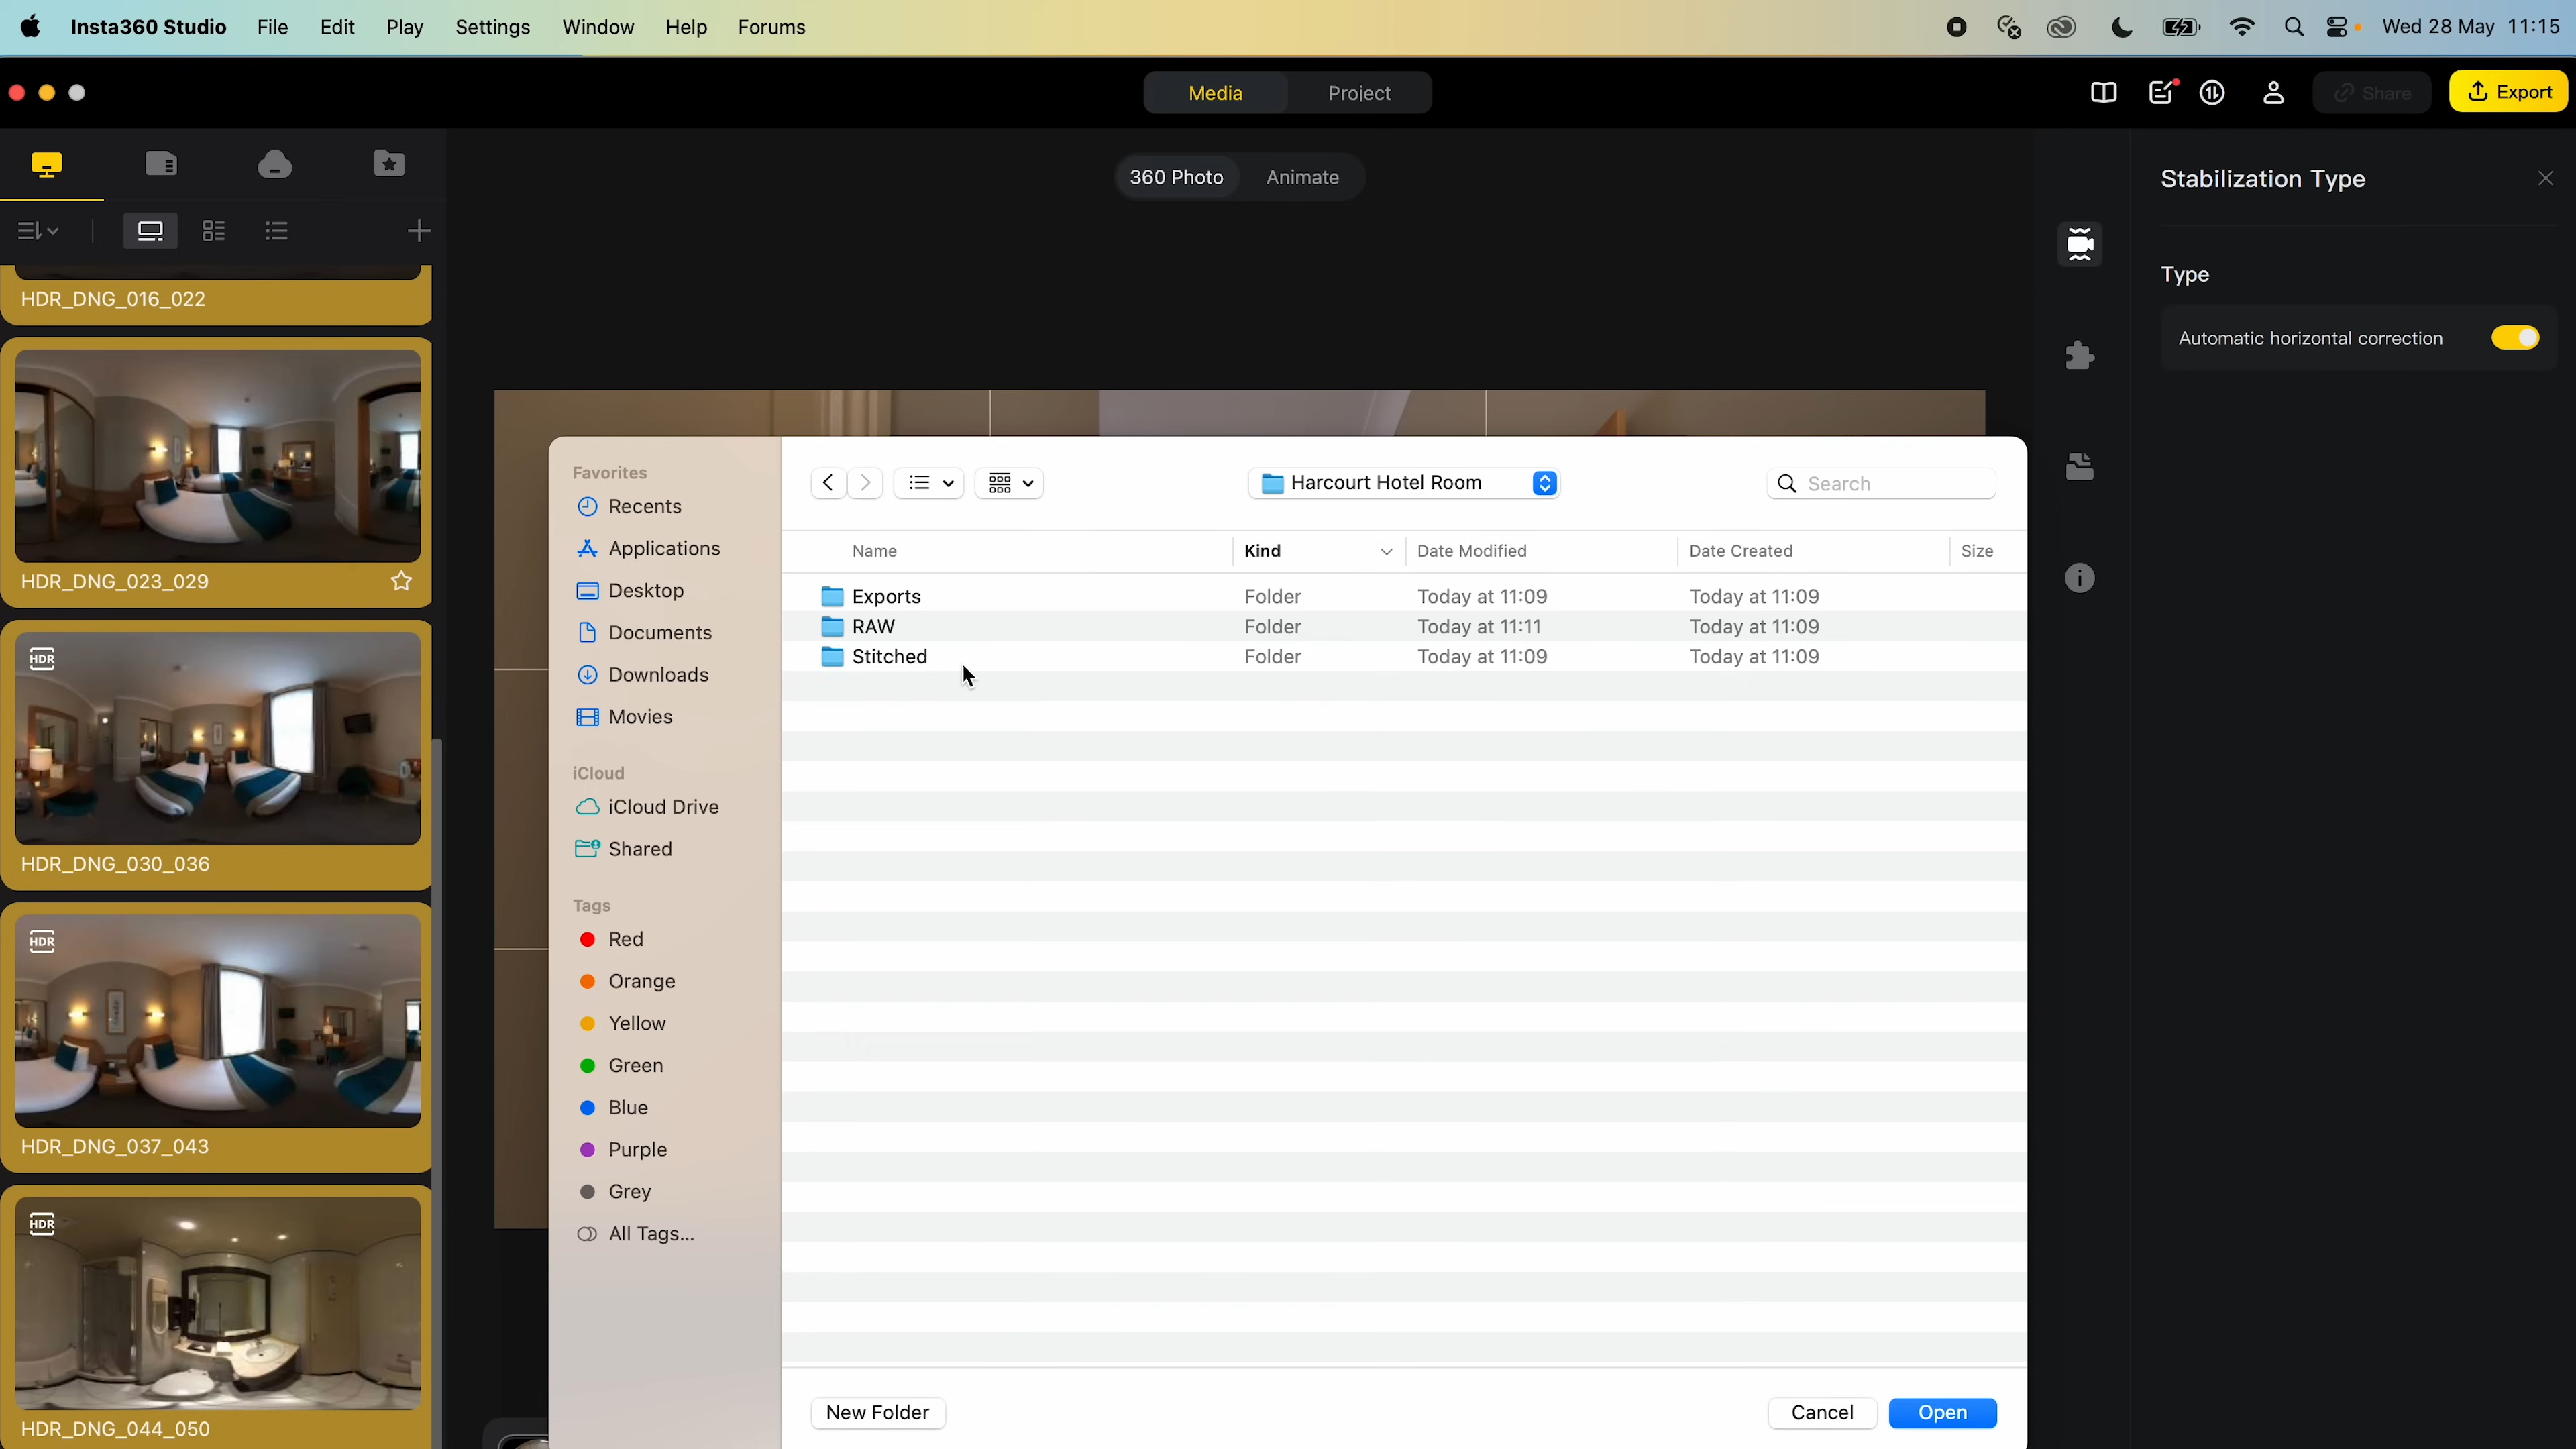 Insta360 Studio File Edit Play Settings Window Help Forums Wed 28 May 11:15
Media Project Share Export
360 Photo Animate
Stabilization Type
Type
Automatic horizontal correction
HDR_DNG_016_022
HDR_DNG_023_029
HDR
HDR_DNG_030_036
HDR
HDR_DNG_037_043
HDR
HDR_DNG_044_050
Favorites
Recents
Applications
Desktop
Documents
Downloads
Movies
iCloud
iCloud Drive
Shared
Tags
Red
Orange
Yellow
Green
Blue
Purple
Grey
All Tags...
Harcourt Hotel Room Search
Name Kind Date Modified Date Created Size
Exports Folder Today at 11:09 Today at 11:09
RAW Folder Today at 11:11 Today at 11:09
Stitched Folder Today at 11:09 Today at 11:09
New Folder Cancel Open